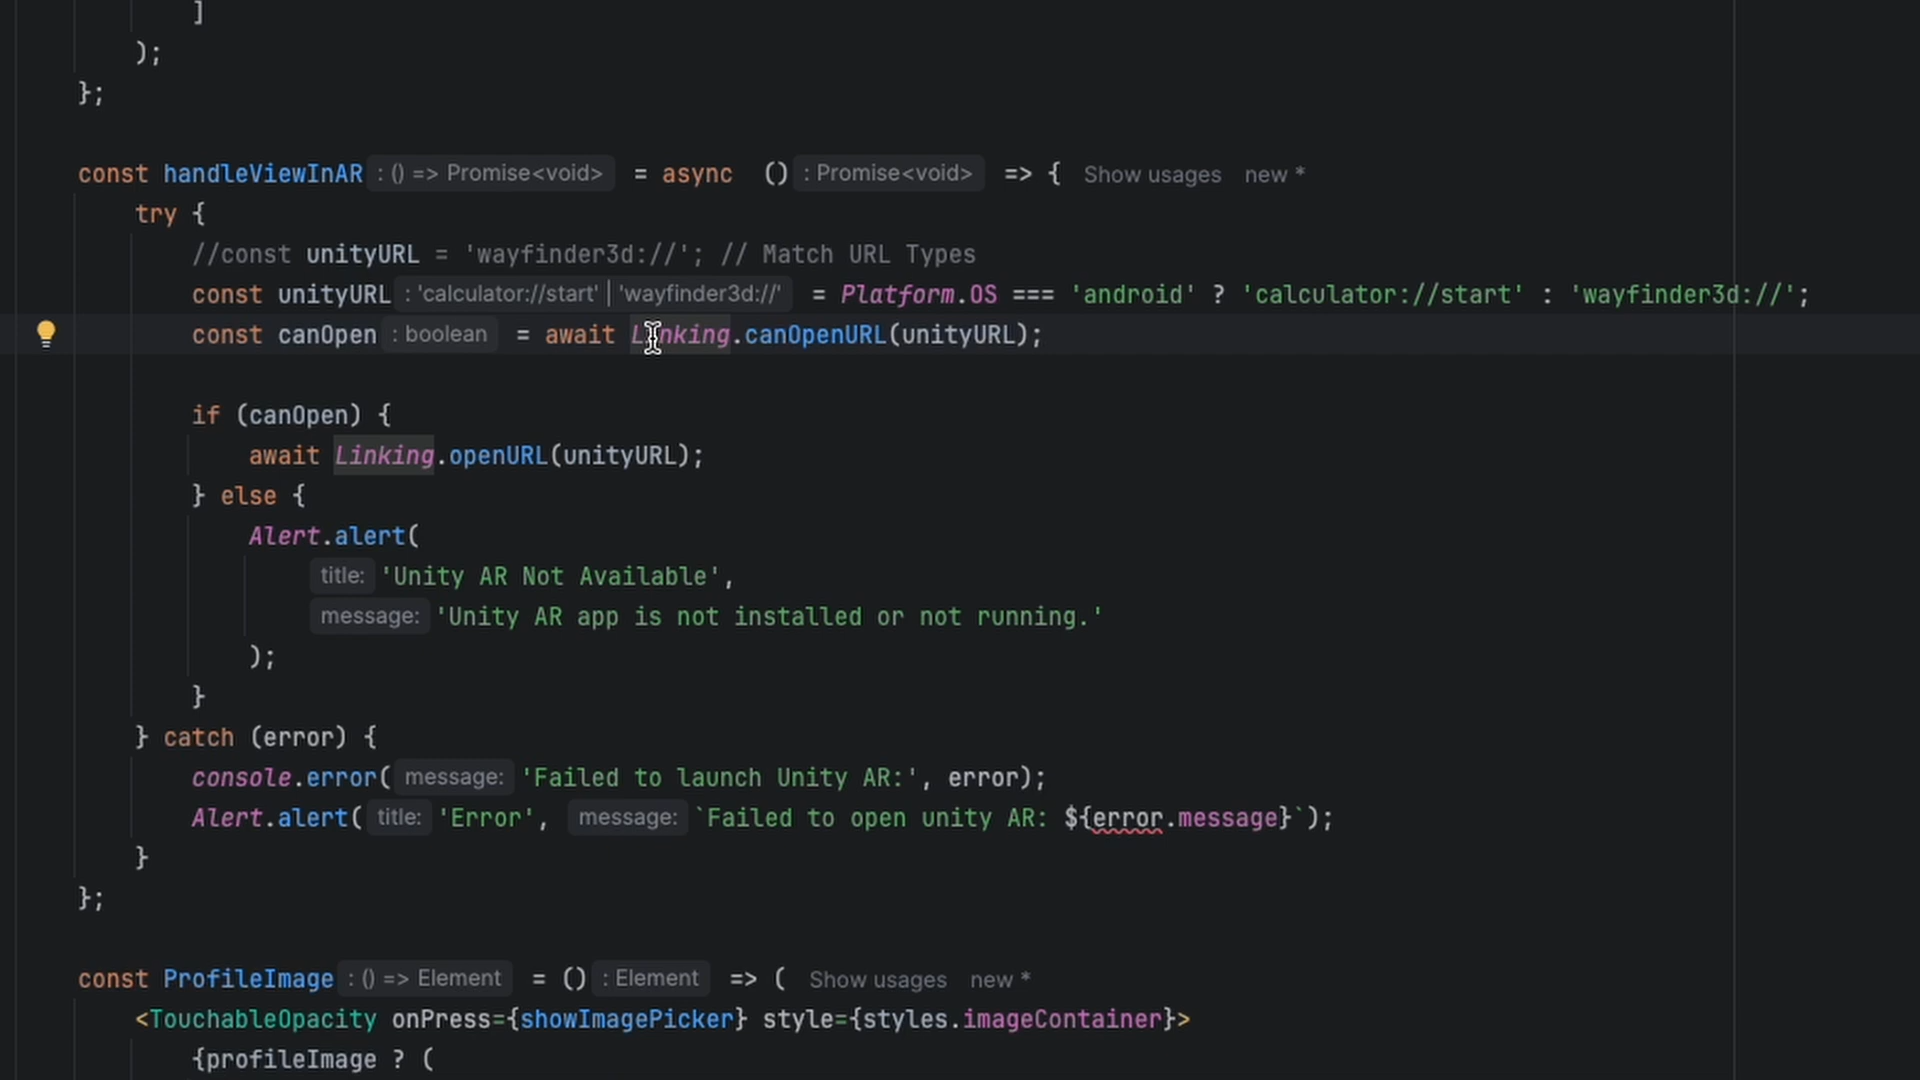 ]
);
};
const handleViewInAR : () => Promise<void> = async () : Promise<void> => { Show usages new *
try {
//const unityURL = 'wayfinder3d://'; // Match URL Types
const unityURL : 'calculator://start' | 'wayfinder3d://' = Platform.OS === 'android' ? 'calculator://start' : 'wayfinder3d://';
const canOpen : boolean = await Linking.canOpenURL(unityURL);
if (canOpen) {
await Linking.openURL(unityURL);
} else {
Alert.alert(
title: 'Unity AR Not Available',
message: 'Unity AR app is not installed or not running.'
);
}
} catch (error) {
console.error( message: 'Failed to launch Unity AR:', error);
Alert.alert( title: 'Error', message: `Failed to open unity AR: ${error.message}`);
}
};
const ProfileImage : () => Element = () : Element => ( Show usages new *
<TouchableOpacity onPress={showImagePicker} style={styles.imageContainer}>
{profileImage ? (